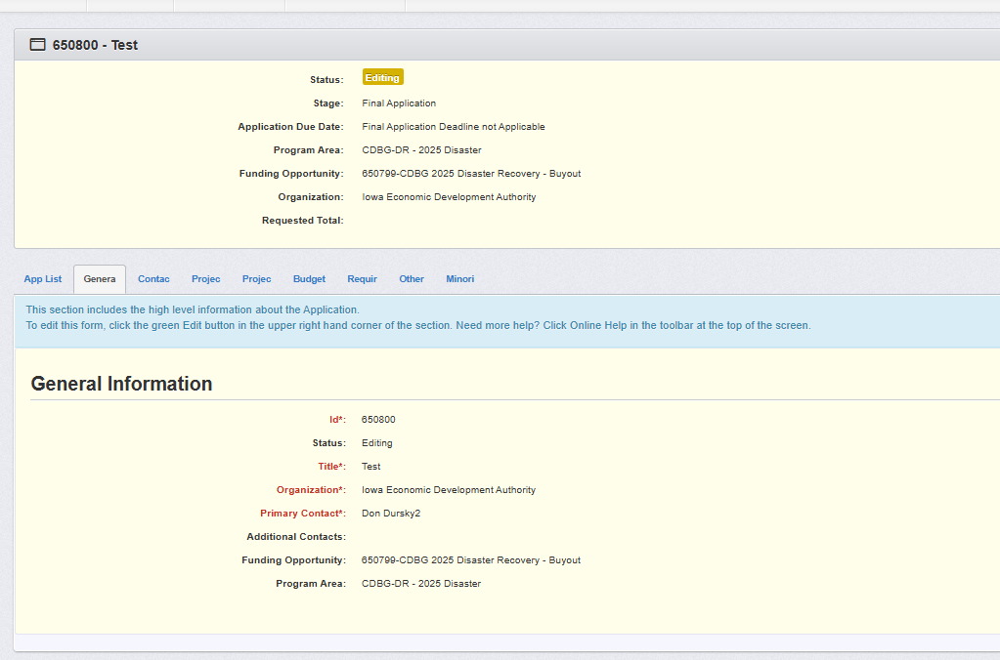 650800 - Test
Status: Editing
Stage: Final Application
Application Due Date: Final Application Deadline not Applicable
Program Area: CDBG-DR - 2025 Disaster
Funding Opportunity: 650799-CDBG 2025 Disaster Recovery - Buyout
Organization: Iowa Economic Development Authority
Requested Total:
App List Genera Contac Projec Projec Budget Requir Other Minori
This section includes the high level information about the Application.
To edit this form, click the green Edit button in the upper right hand corner of the section. Need more help? Click Online Help in the toolbar at the top of the screen.
General Information
Id*: 650800
Status: Editing
Title*: Test
Organization*: Iowa Economic Development Authority
Primary Contact*: Don Dursky2
Additional Contacts:
Funding Opportunity: 650799-CDBG 2025 Disaster Recovery - Buyout
Program Area: CDBG-DR - 2025 Disaster